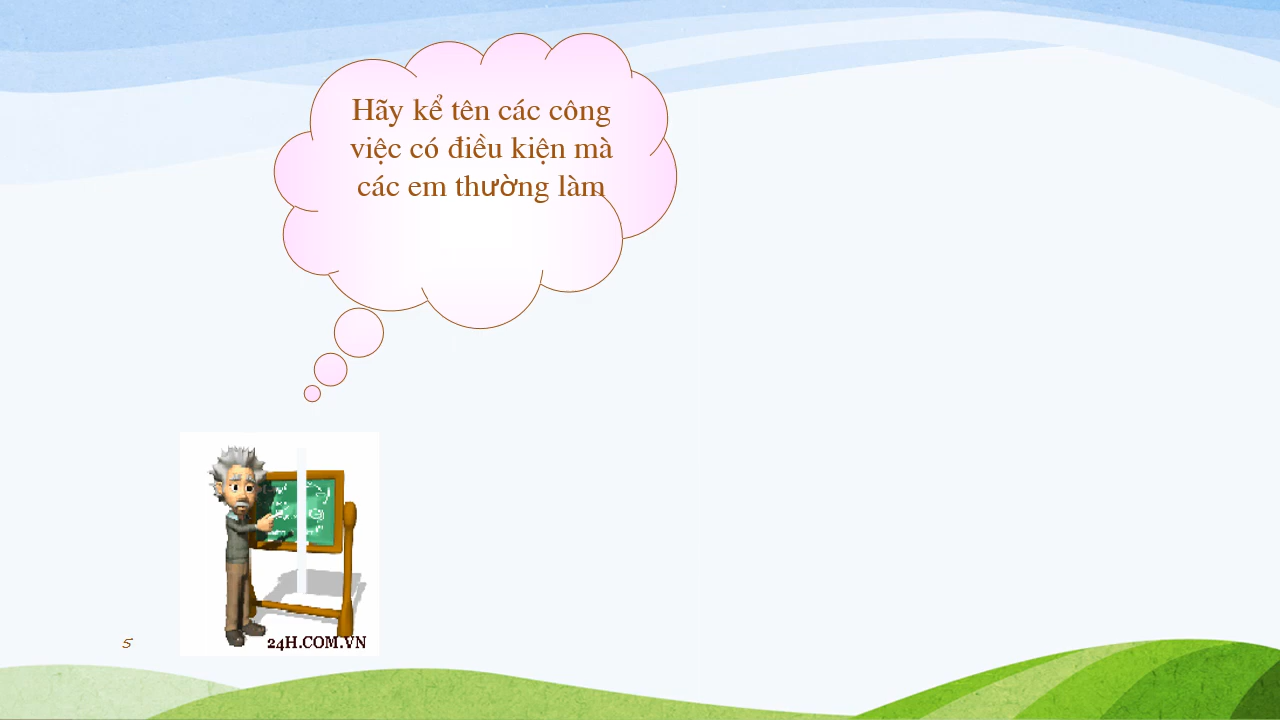 Hãy kể tên các công
việc có điều kiện mà
các em thường làm
24H.COM.VN
5